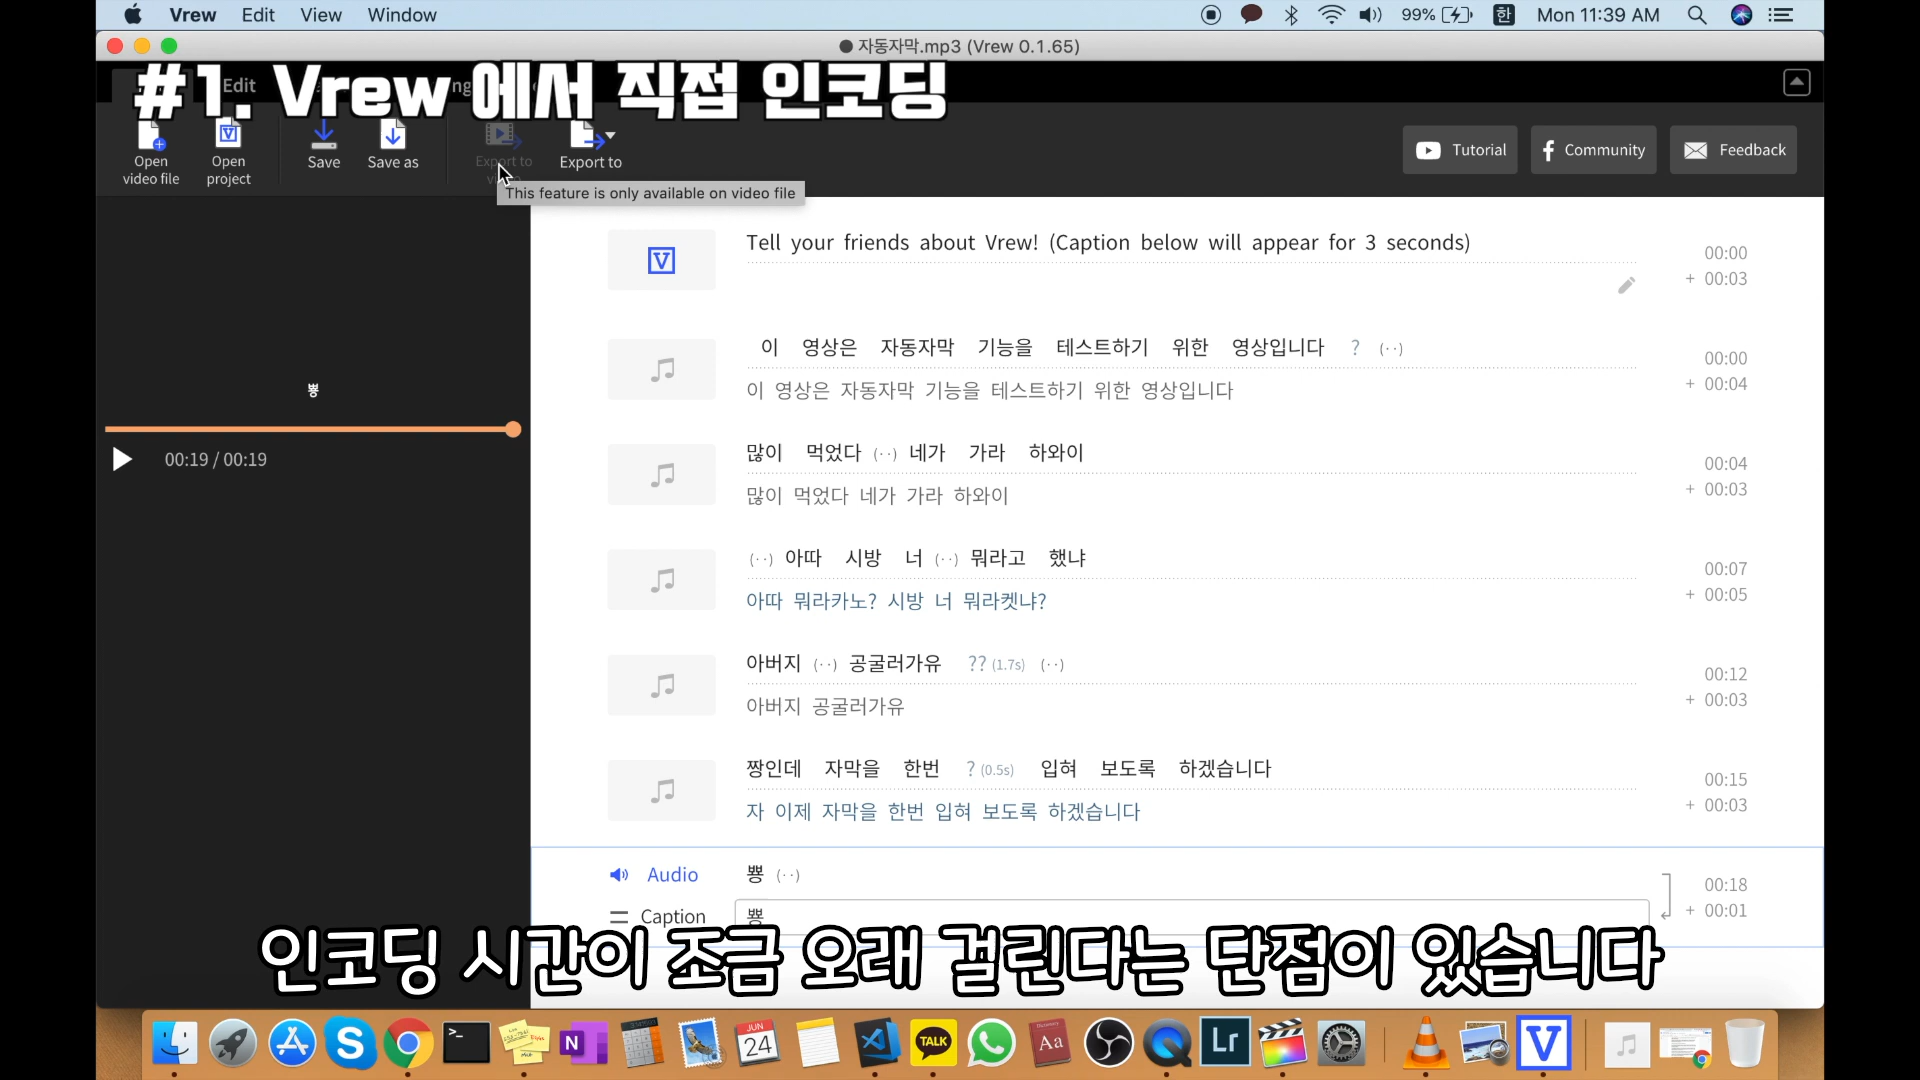 Vrew Edit View Window 99% 한 Mon 11:39 AM
자동자막.mp3 (Vrew 0.1.65)
Edit
#1. Vrew 에서 직접 인코딩
Open video file
Open project
Save
Save as
Export to
Export to
Tutorial
Community
Feedback
This feature is only available on video file
Tell your friends about Vrew! (Caption below will appear for 3 seconds)
00:00
+ 00:03
이 영상은 자동자막 기능을 테스트하기 위한 영상입니다 ? (··)
이 영상은 자동자막 기능을 테스트하기 위한 영상입니다
00:00
+ 00:04
뿅
00:19 / 00:19
많이 먹었다 (··) 네가 가라 하와이
많이 먹었다 네가 가라 하와이
00:04
+ 00:03
(··) 아따 시방 너 (··) 뭐라고 했냐
아따 뭐라카노? 시방 너 뭐라켓냐?
00:07
+ 00:05
아버지 (··) 공굴러가유 ?? (1.7s) (··)
아버지 공굴러가유
00:12
+ 00:03
짱인데 자막을 한번 ? (0.5s) 입혀 보도록 하겠습니다
자 이제 자막을 한번 입혀 보도록 하겠습니다
00:15
+ 00:03
Audio 뿅 (··)
Caption 뿅
00:18
+ 00:01
인코딩 시간이 조금 오래 걸린다는 단점이 있습니다
JUN
24
TALK
Aa
Lr